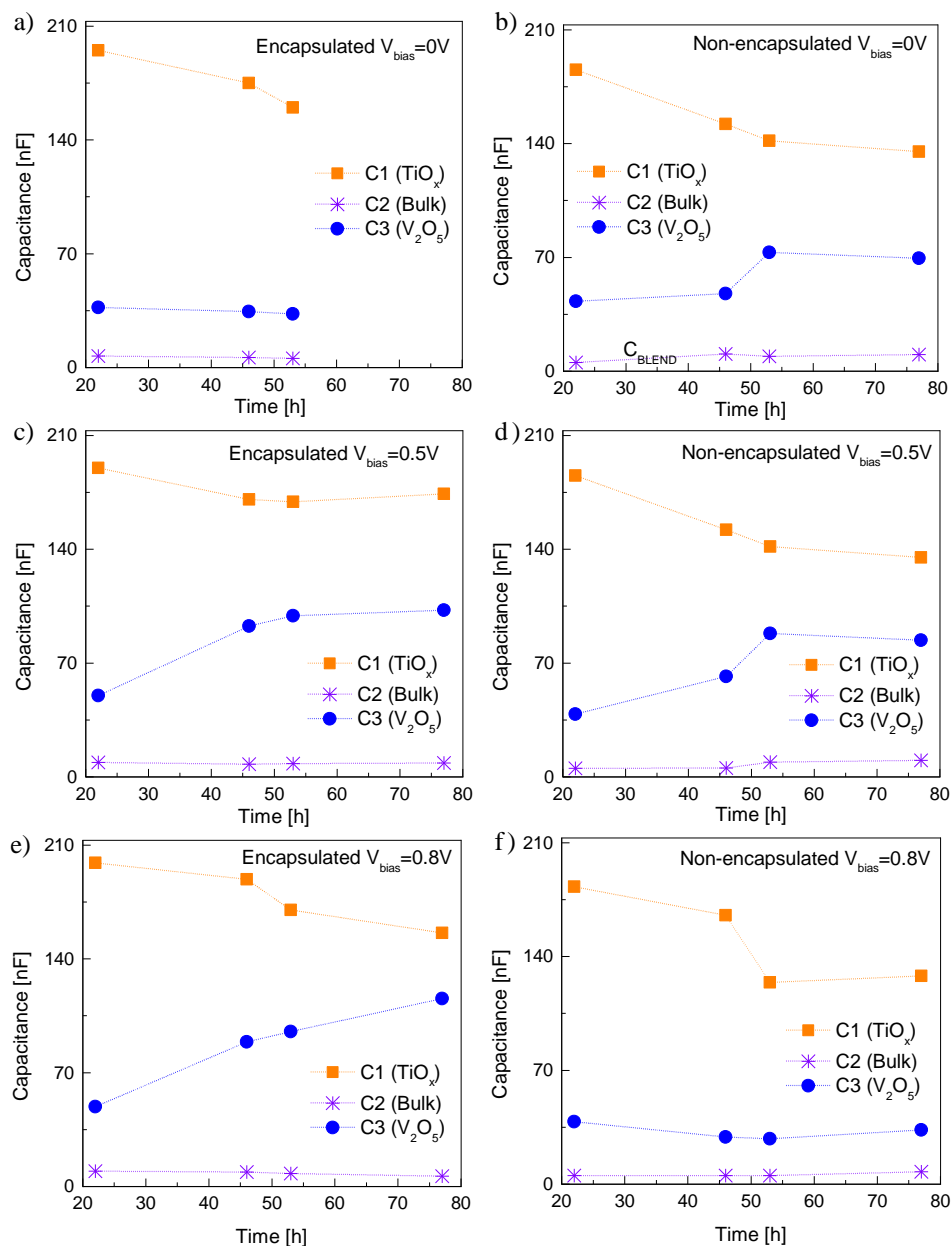 a)
Encapsulated V_bias=0V
210
140
70
0
Capacitance [nF]
C1 (TiO_x)
C2 (Bulk)
C3 (V_2O_5)
20 30 40 50 60 70 80
Time [h]
b)
Non-encapsulated V_bias=0V
210
140
70
0
Capacitance [nF]
C1 (TiO_x)
C2 (Bulk)
C3 (V_2O_5)
C_BLEND
20 30 40 50 60 70 80
Time [h]
c)
Encapsulated V_bias=0.5V
210
140
70
0
Capacitance [nF]
C1 (TiO_x)
C2 (Bulk)
C3 (V_2O_5)
20 30 40 50 60 70 80
Time [h]
d)
Non-encapsulated V_bias=0.5V
210
140
70
0
Capacitance [nF]
C1 (TiO_x)
C2 (Bulk)
C3 (V_2O_5)
20 30 40 50 60 70 80
Time [h]
e)
Encapsulated V_bias=0.8V
210
140
70
0
Capacitance [nF]
C1 (TiO_x)
C2 (Bulk)
C3 (V_2O_5)
20 30 40 50 60 70 80
Time [h]
f)
Non-encapsulated V_bias=0.8V
210
140
70
0
Capacitance [nF]
C1 (TiO_x)
C2 (Bulk)
C3 (V_2O_5)
20 30 40 50 60 70 80
Time [h]